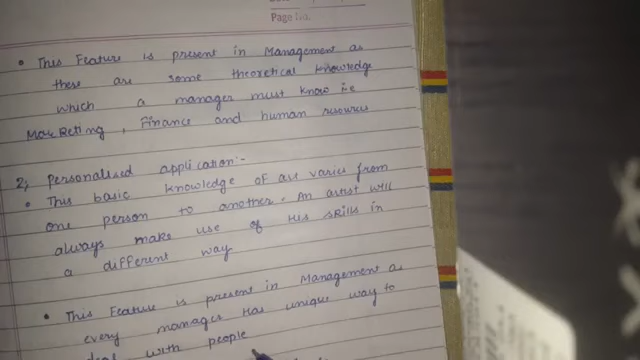 Page No.
• This Feature is present in Management as
these are some theoretical knowledge
which a manager must know i.e
Marketing, Finance and human resources
2, Personalised application:-
• This basic knowledge of art varies from
one person to another. An artist will
always make use of His skills in
a different way
• This Feature is present in Management as
every manager Has unique way to
with people